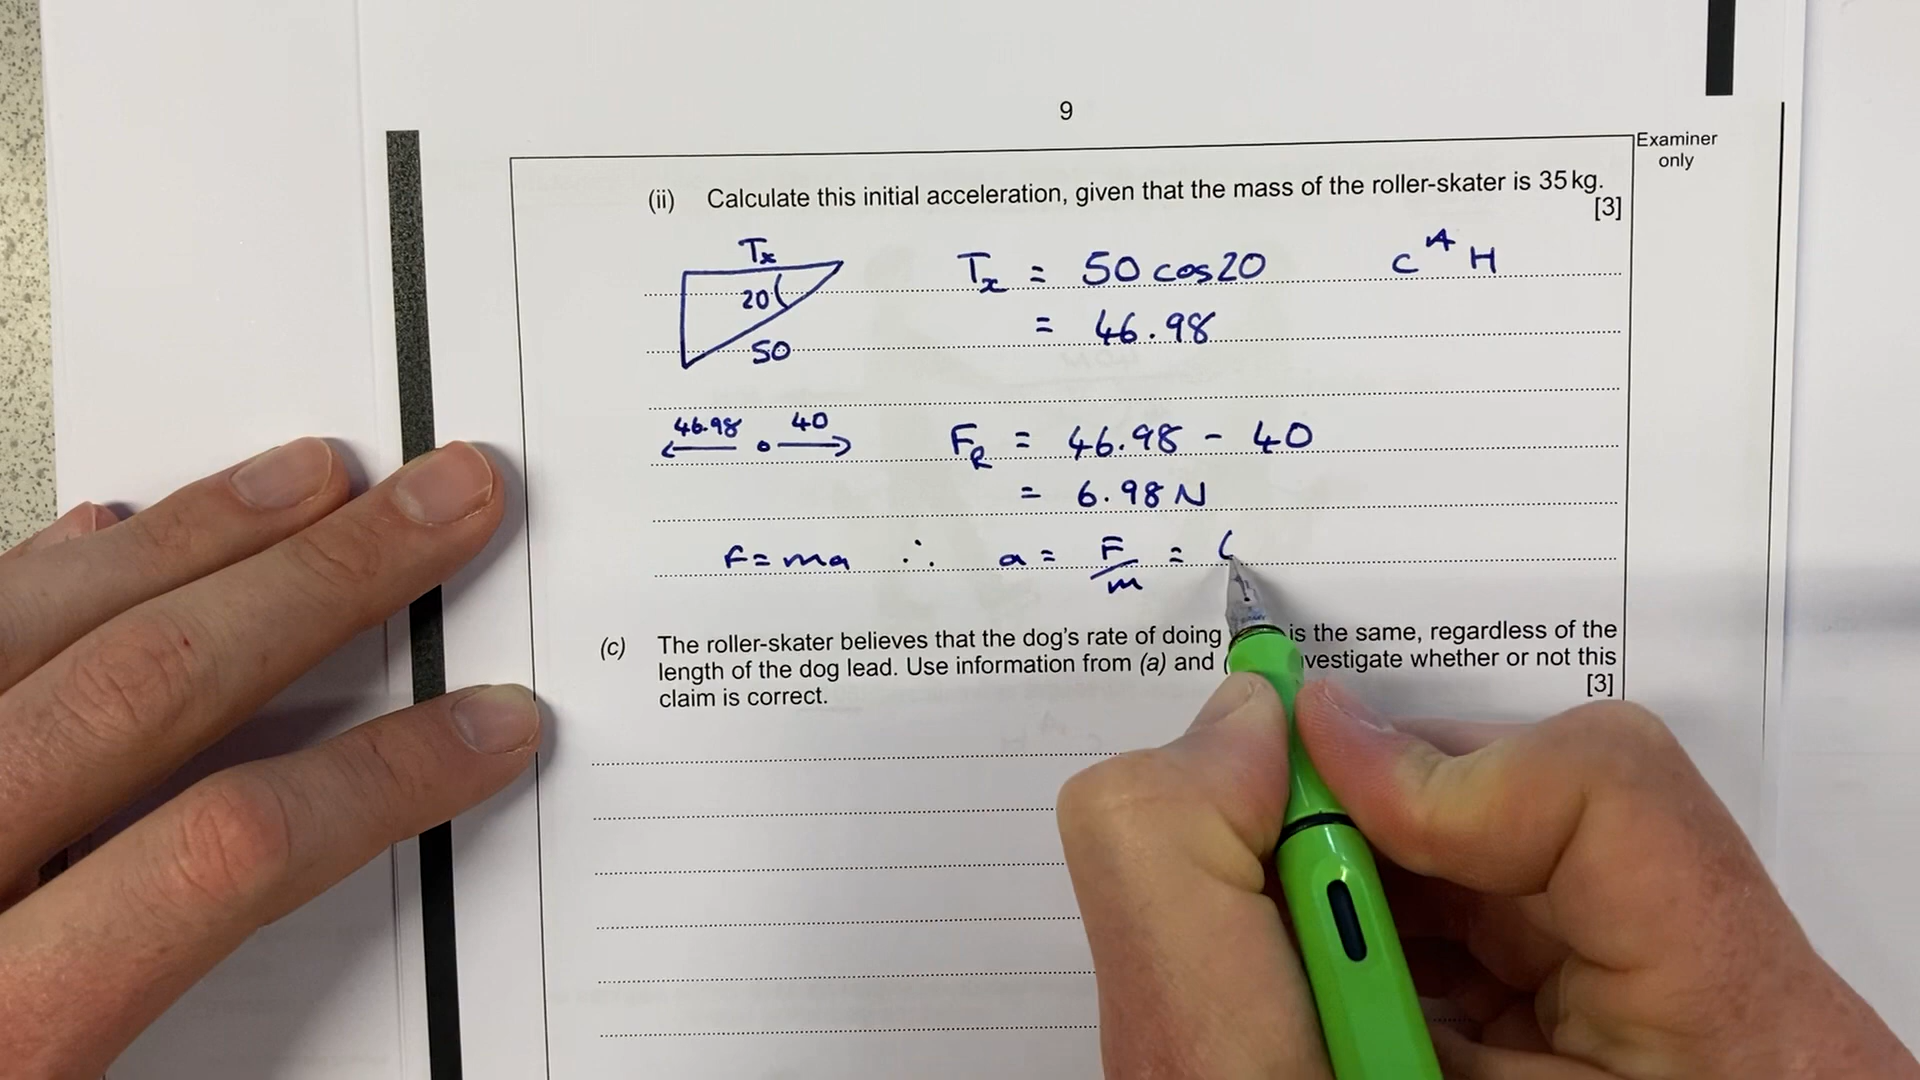 9
Examiner
only
(ii) Calculate this initial acceleration, given that the mass of the roller-skater is 35 kg.
[3]
Tx
20
50
Tx = 50 cos20
C A H
= 46.98
46.98 40
FR = 46.98 - 40
= 6.98 N
F = ma ∴ a = F/m =
(c) The roller-skater believes that the dog's rate of doing is the same, regardless of the
length of the dog lead. Use information from (a) and ( vestigate whether or not this
claim is correct.
[3]